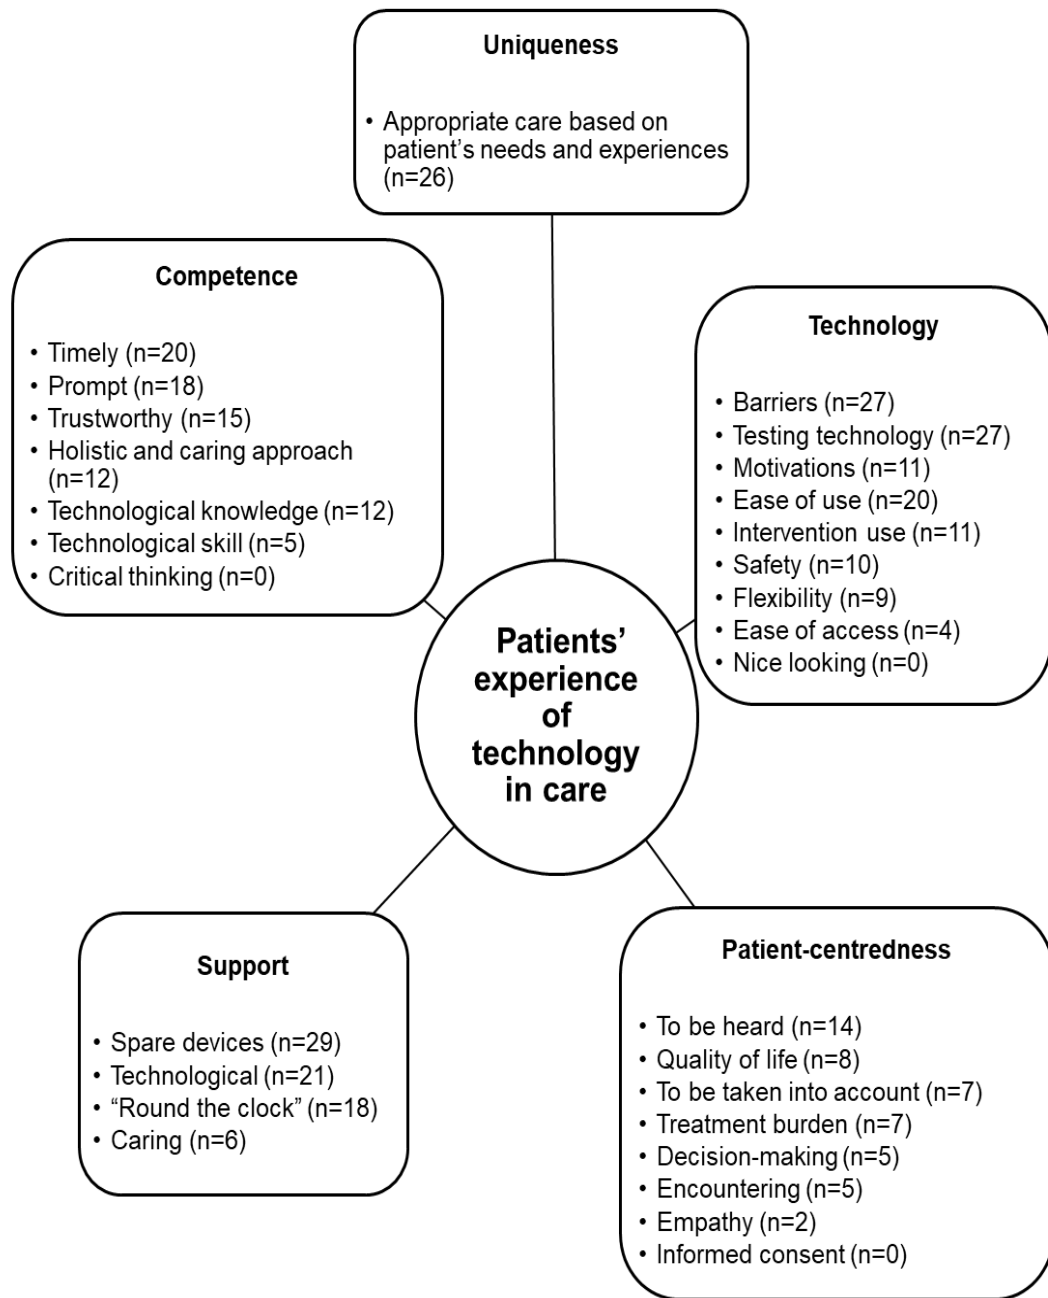 Uniqueness
• Appropriate care based on
patient’s needs and experiences
(n=26)
Competence
• Timely (n=20)
• Prompt (n=18)
• Trustworthy (n=15)
• Holistic and caring approach
(n=12)
• Technological knowledge (n=12)
• Technological skill (n=5)
• Critical thinking (n=0)
Technology
• Barriers (n=27)
• Testing technology (n=27)
• Motivations (n=11)
• Ease of use (n=20)
• Intervention use (n=11)
• Safety (n=10)
• Flexibility (n=9)
• Ease of access (n=4)
• Nice looking (n=0)
Patients’
experience
of
technology
in care
Support
• Spare devices (n=29)
• Technological (n=21)
• “Round the clock” (n=18)
• Caring (n=6)
Patient-centredness
• To be heard (n=14)
• Quality of life (n=8)
• To be taken into account (n=7)
• Treatment burden (n=7)
• Decision-making (n=5)
• Encountering (n=5)
• Empathy (n=2)
• Informed consent (n=0)